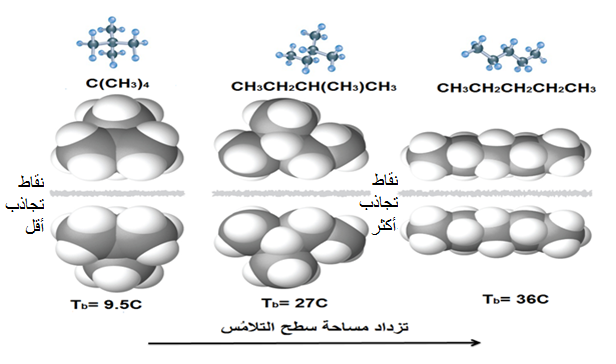 C(CH3)4
CH3CH2CH(CH3)CH3
CH3CH2CH2CH2CH3
نقاط
تجاذب
أقل
نقاط
تجاذب
أكثر
Tb= 9.5C
Tb= 27C
Tb= 36C
تزداد مساحة سطح التلامُس